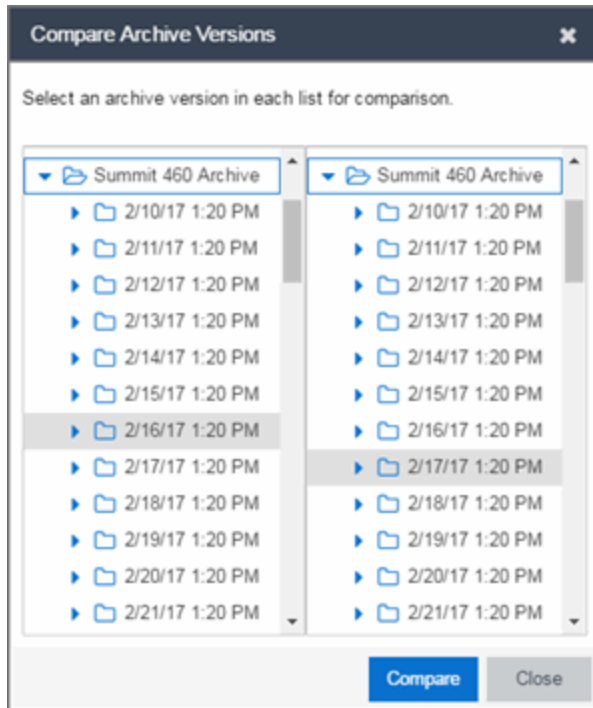 Compare Archive Versions
Select an archive version in each list for comparison.
Summit 460 Archive
2/10/17 1:20 PM
2/11/17 1:20 PM
2/12/17 1:20 PM
2/13/17 1:20 PM
2/14/17 1:20 PM
2/15/17 1:20 PM
2/16/17 1:20 PM
2/17/17 1:20 PM
2/18/17 1:20 PM
2/19/17 1:20 PM
2/20/17 1:20 PM
2/21/17 1:20 PM
Summit 460 Archive
2/10/17 1:20 PM
2/11/17 1:20 PM
2/12/17 1:20 PM
2/13/17 1:20 PM
2/14/17 1:20 PM
2/15/17 1:20 PM
2/16/17 1:20 PM
2/17/17 1:20 PM
2/18/17 1:20 PM
2/19/17 1:20 PM
2/20/17 1:20 PM
2/21/17 1:20 PM
Compare
Close